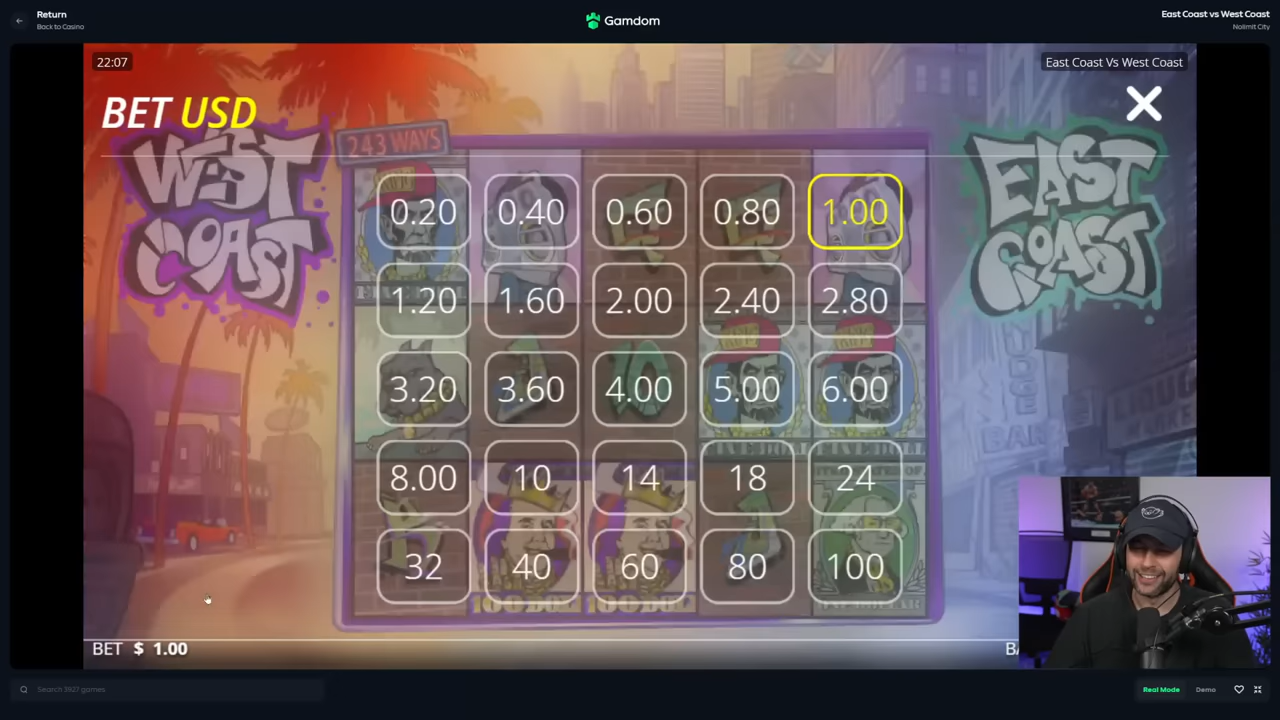 Return
Back to Casino
Gamdom
East Coast vs West Coast
Nolimit City
22:07
East Coast Vs West Coast
BET USD
243 WAYS
WEST COAST
EAST COAST
0.20 0.40 0.60 0.80 1.00
1.20 1.60 2.00 2.40 2.80
3.20 3.60 4.00 5.00 6.00
8.00 10 14 18 24
32 40 60 80 100
BET $ 1.00
Search 3927 games
Real Mode
Demo